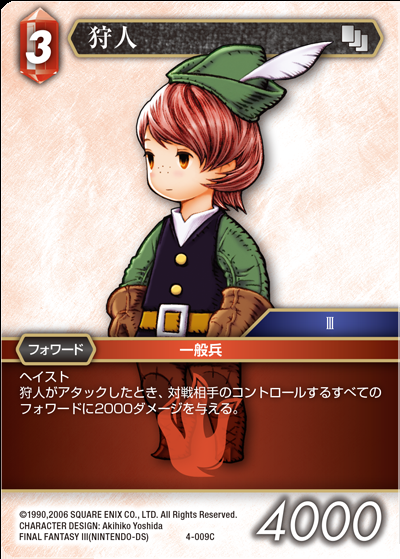 3
狩人
III
フォワード
一般兵
ヘイスト
狩人がアタックしたとき、対戦相手のコントロールするすべての
フォワードに2000ダメージを与える。
©1990,2006 SQUARE ENIX CO., LTD. All Rights Reserved.
CHARACTER DESIGN: Akihiko Yoshida
FINAL FANTASY III(NINTENDO-DS) 4-009C
4000